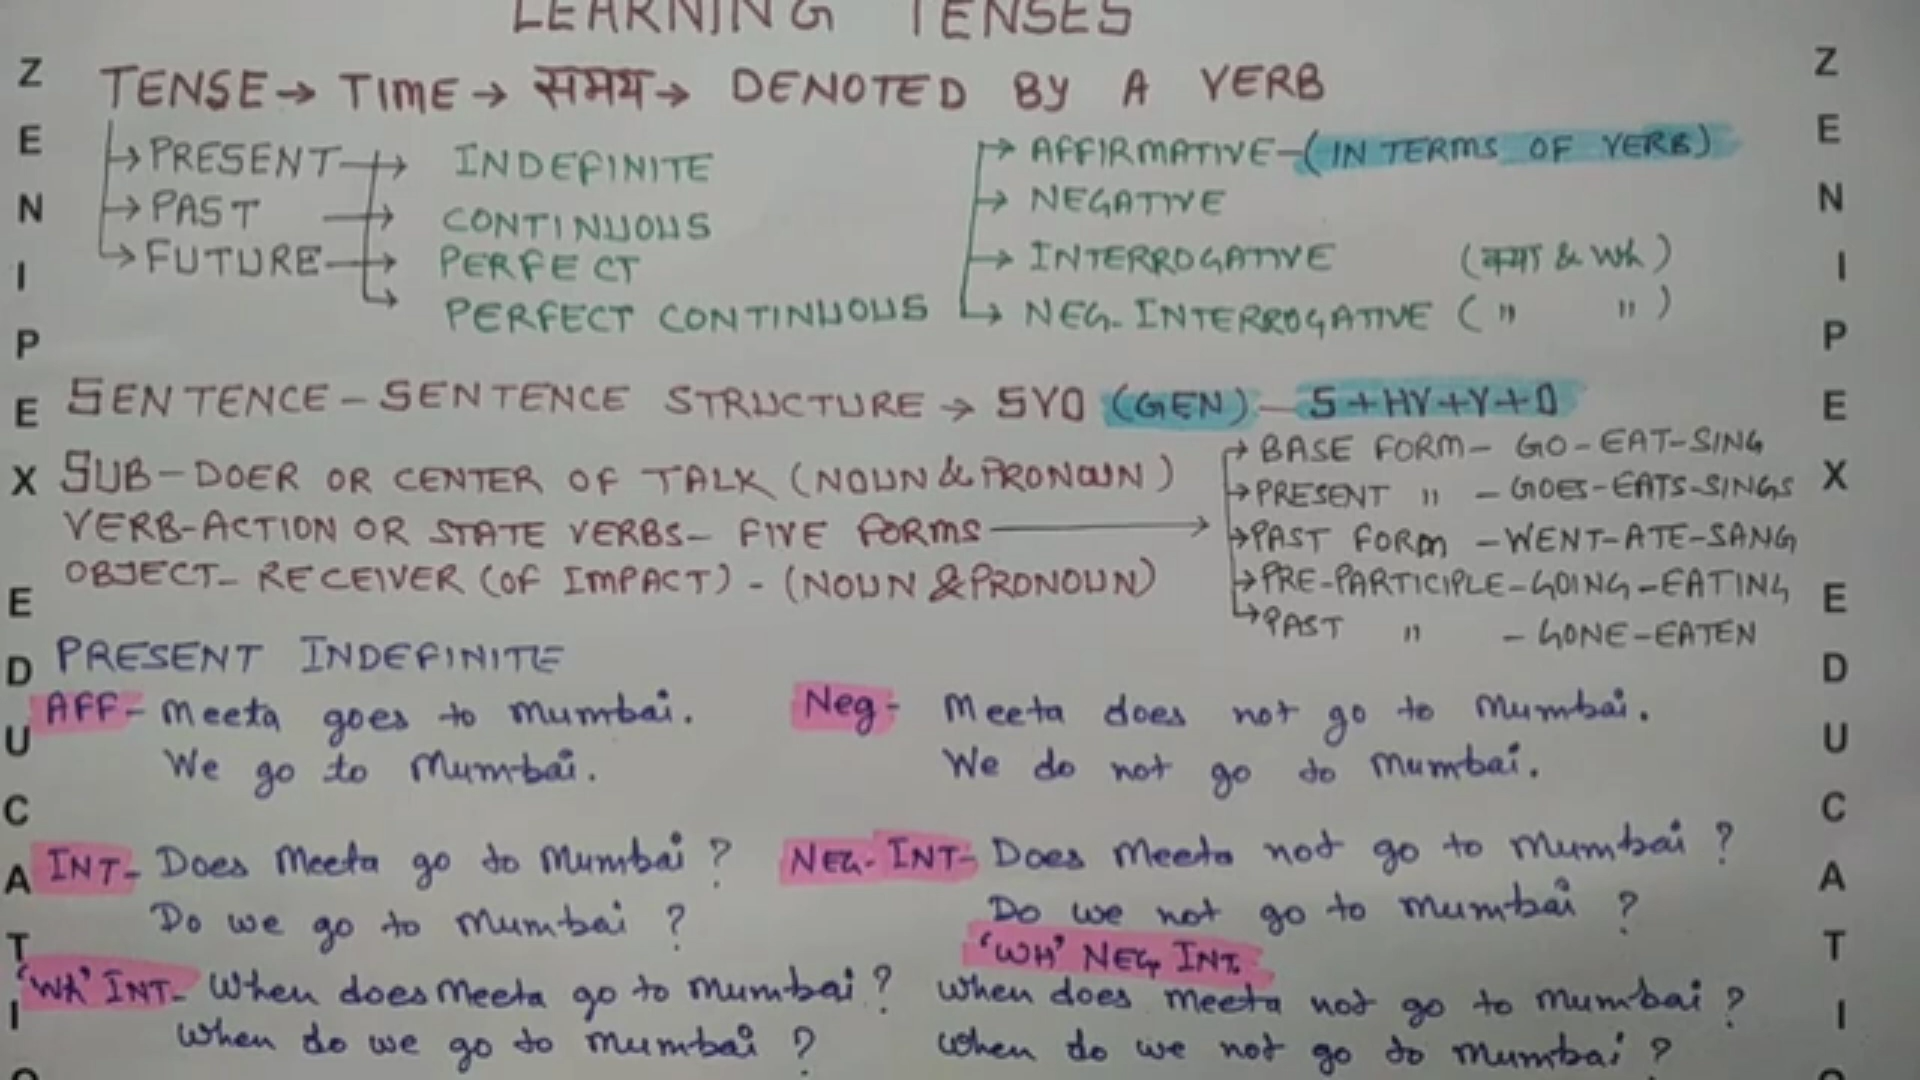 LEARNING TENSES
TENSE → TIME → समय → DENOTED BY A VERB
→ PRESENT → INDEFINITE
→ PAST → CONTINUOUS
→ FUTURE → PERFECT
→ PERFECT CONTINUOUS
→ AFFIRMATIVE - (IN TERMS OF VERB)
→ NEGATIVE
→ INTERROGATIVE (क्या & Wh)
→ NEG. INTERROGATIVE ( " " )
SENTENCE - SENTENCE STRUCTURE → SVO (GEN) - S+HV+V+O
SUB - DOER OR CENTER OF TALK (NOUN & PRONOUN)
VERB-ACTION OR STATE VERBS - FIVE FORMS →
OBJECT - RECEIVER (OF IMPACT) - (NOUN & PRONOUN)
→ BASE FORM - GO-EAT-SING
→ PRESENT " - GOES-EATS-SINGS
→ PAST FORM - WENT-ATE-SANG
→ PRE-PARTICIPLE - GOING-EATING
→ PAST " - GONE-EATEN
PRESENT INDEFINITE
AFF- Meeta goes to Mumbai.
We go to Mumbai.
Neg- Meeta does not go to Mumbai.
We do not go to Mumbai.
INT- Does Meeta go to Mumbai ?
Do we go to Mumbai ?
NEG-INT- Does Meeta not go to Mumbai ?
Do we not go to Mumbai ?
'Wh' INT- When does Meeta go to Mumbai ?
When do we go to Mumbai ?
'WH' NEG INT.
When does Meeta not go to Mumbai ?
When do we not go to Mumbai ?
ZENIPEX EDUCATIO
ZENIPEX EDUCATIO